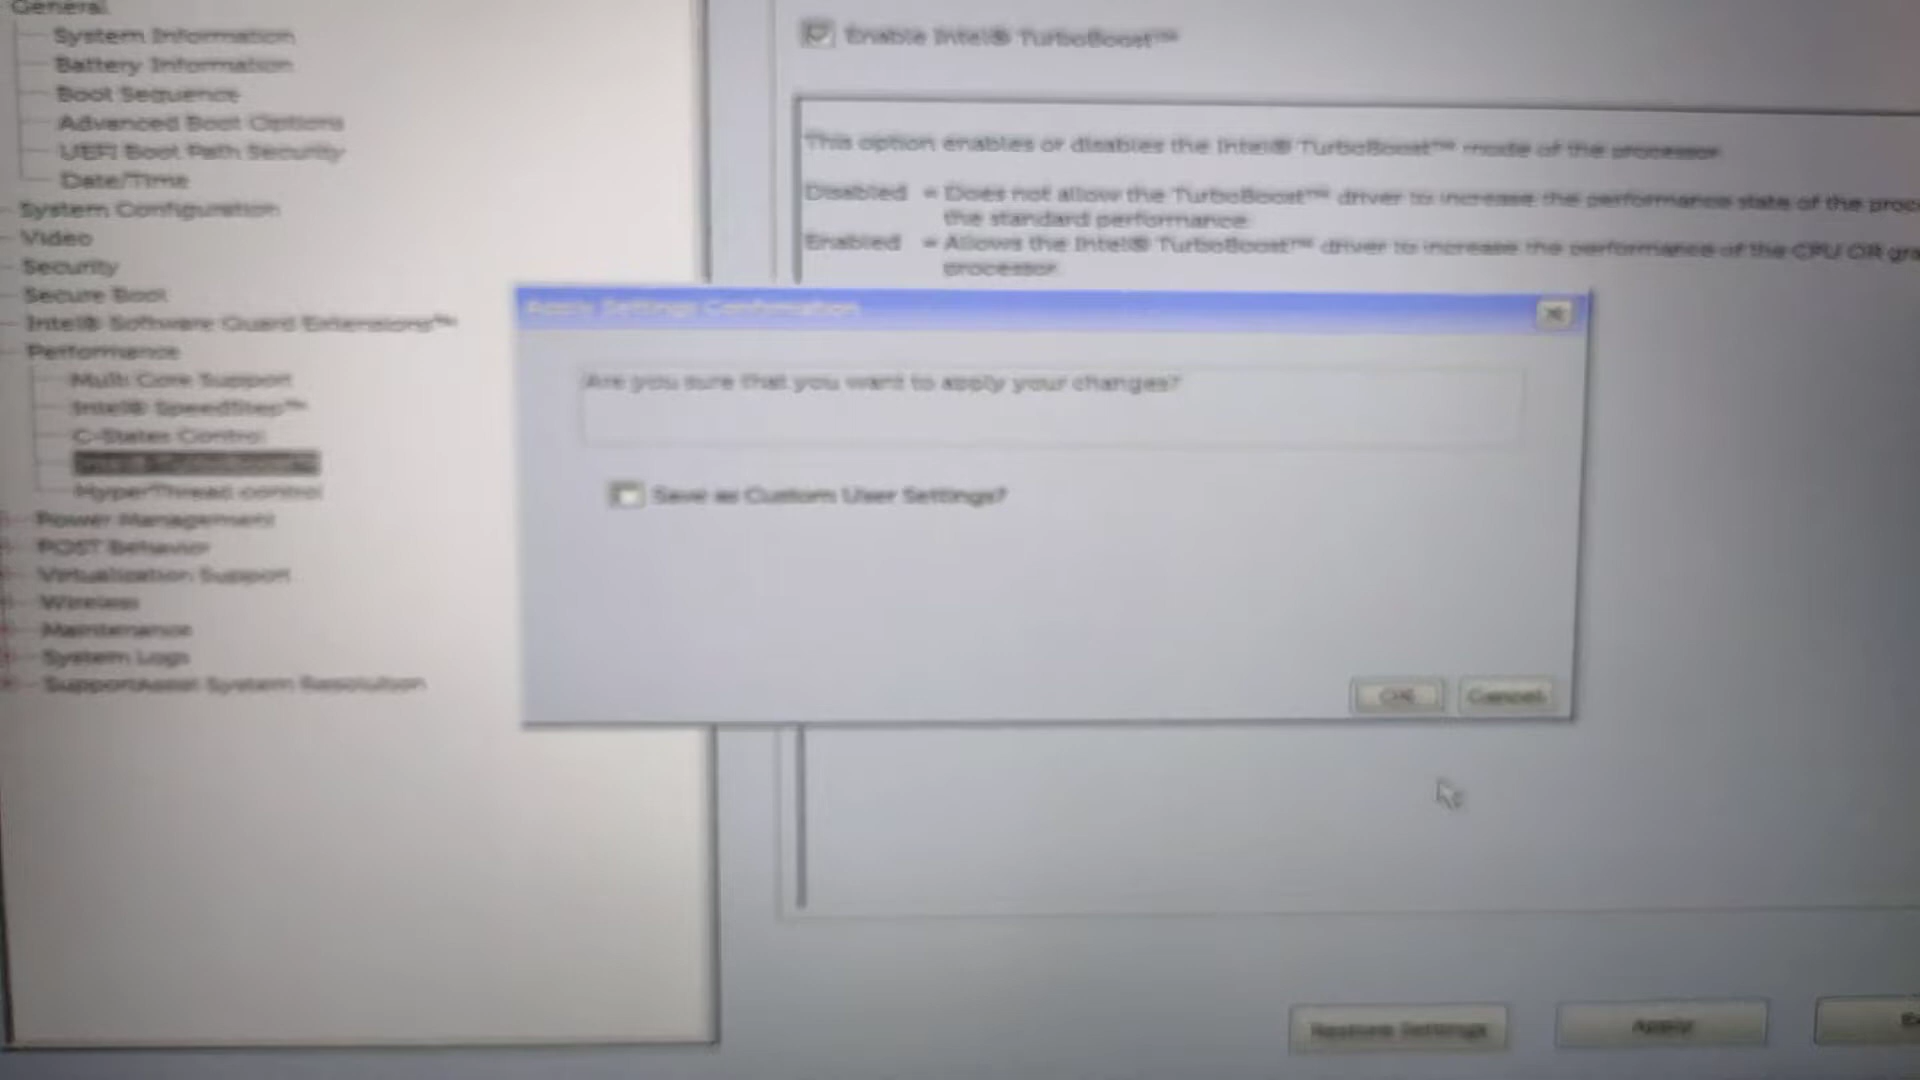 General
System Information
Battery Information
Boot Sequence
Advanced Boot Options
UEFI Boot Path Security
Date/Time
System Configuration
Video
Security
Secure Boot
Intel® Software Guard Extensions™
Performance
Multi Core Support
Intel® SpeedStep™
C-States Control
Intel® TurboBoost™
HyperThread control
Power Management
POST Behavior
Virtualization Support
Wireless
Maintenance
System Logs
SupportAssist System Resolution
Enable Intel® TurboBoost™
This option enables or disables the Intel® TurboBoost™ mode of the processor.
Disabled = Does not allow the TurboBoost™ driver to increase the performance state of the
the standard performance.
Enabled = Allows the Intel® TurboBoost™ driver to increase the performance of the CPU OR
processor.
Apply Settings Confirmation
Are you sure that you want to apply your changes?
Save as Custom User Settings?
OK Cancel
Restore Settings Apply